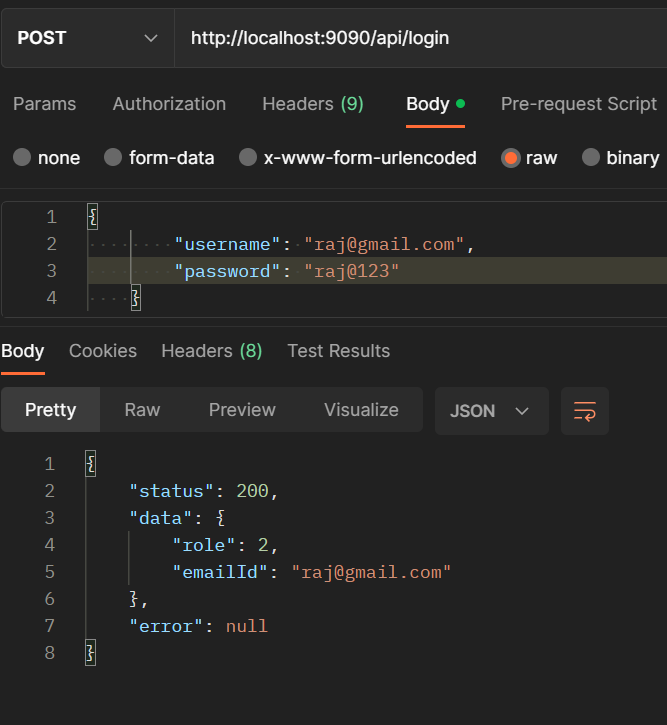 POST http://localhost:9090/api/login
Params Authorization Headers (9) Body Pre-request Script
none form-data x-www-form-urlencoded raw binary
1 {
2 "username": "raj@gmail.com",
3 "password": "raj@123"
4 }
Body Cookies Headers (8) Test Results
Pretty Raw Preview Visualize JSON
1 {
2 "status": 200,
3 "data": {
4 "role": 2,
5 "emailId": "raj@gmail.com"
6 },
7 "error": null
8 }